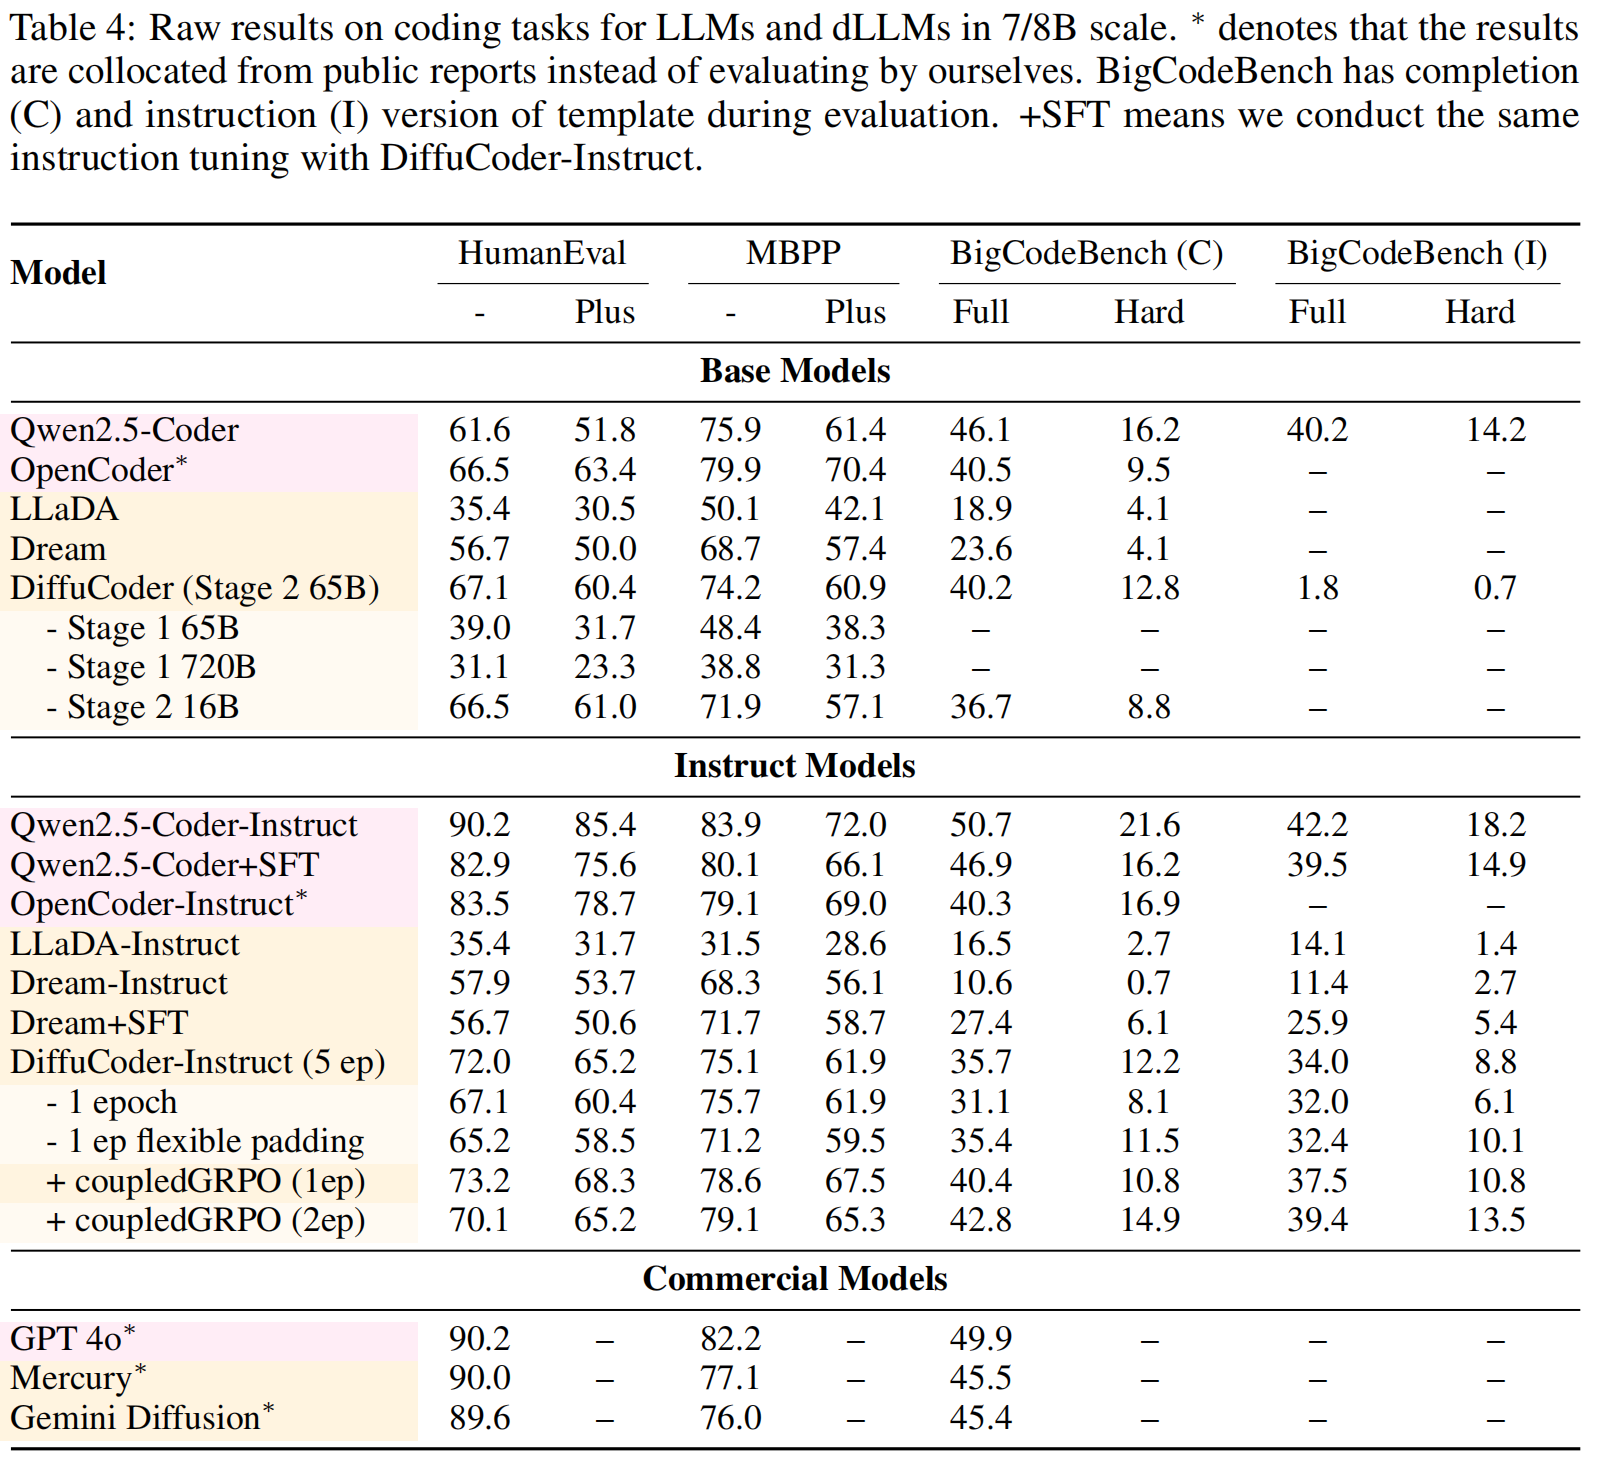 Table 4: Raw results on coding tasks for LLMs and dLLMs in 7/8B scale. * denotes that the results
are collocated from public reports instead of evaluating by ourselves. BigCodeBench has completion
(C) and instruction (I) version of template during evaluation. +SFT means we conduct the same
instruction tuning with DiffuCoder-Instruct.
Model HumanEval MBPP BigCodeBench (C) BigCodeBench (I)
- Plus - Plus Full Hard Full Hard
Base Models
Qwen2.5-Coder 61.6 51.8 75.9 61.4 46.1 16.2 40.2 14.2
OpenCoder* 66.5 63.4 79.9 70.4 40.5 9.5 – –
LLaDA 35.4 30.5 50.1 42.1 18.9 4.1 – –
Dream 56.7 50.0 68.7 57.4 23.6 4.1 – –
DiffuCoder (Stage 2 65B) 67.1 60.4 74.2 60.9 40.2 12.8 1.8 0.7
- Stage 1 65B 39.0 31.7 48.4 38.3 – – – –
- Stage 1 720B 31.1 23.3 38.8 31.3 – – – –
- Stage 2 16B 66.5 61.0 71.9 57.1 36.7 8.8 – –
Instruct Models
Qwen2.5-Coder-Instruct 90.2 85.4 83.9 72.0 50.7 21.6 42.2 18.2
Qwen2.5-Coder+SFT 82.9 75.6 80.1 66.1 46.9 16.2 39.5 14.9
OpenCoder-Instruct* 83.5 78.7 79.1 69.0 40.3 16.9 – –
LLaDA-Instruct 35.4 31.7 31.5 28.6 16.5 2.7 14.1 1.4
Dream-Instruct 57.9 53.7 68.3 56.1 10.6 0.7 11.4 2.7
Dream+SFT 56.7 50.6 71.7 58.7 27.4 6.1 25.9 5.4
DiffuCoder-Instruct (5 ep) 72.0 65.2 75.1 61.9 35.7 12.2 34.0 8.8
- 1 epoch 67.1 60.4 75.7 61.9 31.1 8.1 32.0 6.1
- 1 ep flexible padding 65.2 58.5 71.2 59.5 35.4 11.5 32.4 10.1
+ coupledGRPO (1ep) 73.2 68.3 78.6 67.5 40.4 10.8 37.5 10.8
+ coupledGRPO (2ep) 70.1 65.2 79.1 65.3 42.8 14.9 39.4 13.5
Commercial Models
GPT 4o* 90.2 – 82.2 – 49.9 – – –
Mercury* 90.0 – 77.1 – 45.5 – – –
Gemini Diffusion* 89.6 – 76.0 – 45.4 – – –